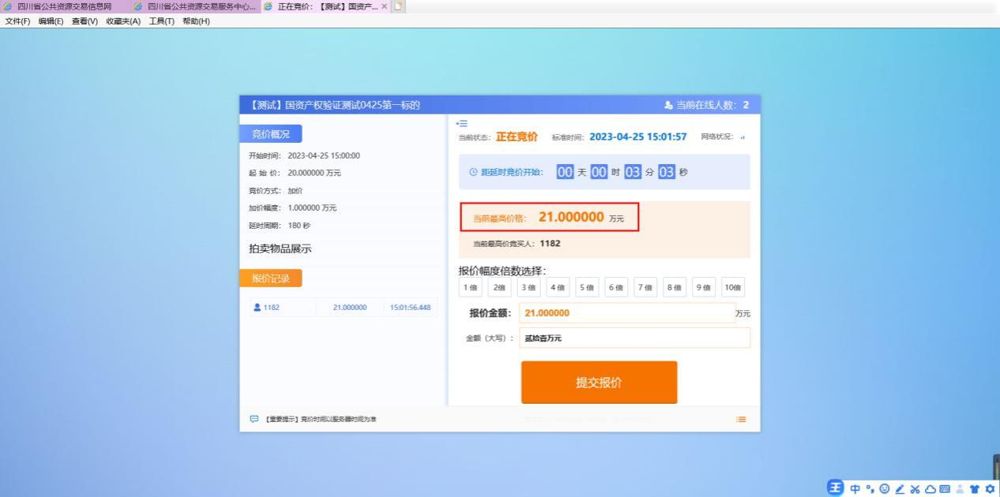 四川省公共资源交易信息网 四川省公共资源交易服务中心... 正在竞价：【测试】国资产...
文件(F) 编辑(E) 查看(V) 收藏夹(A) 工具(T) 帮助(H)
【测试】国资产权验证测试0425第一标的
当前在线人数： 2
竞价概况
开始时间： 2023-04-25 15:00:00
起 始 价： 20.000000 万元
竞价方式： 加价
加价幅度： 1.000000 万元
延时周期： 180 秒
拍卖物品展示
报价记录
1182 21.000000 15:01:56.448
当前状态： 正在竞价 标准时间： 2023-04-25 15:01:57 网络状况：
距延时竞价开始： 00 天 00 时 03 分 03 秒
当前最高价格： 21.000000 万元
当前最高价竞买人： 1182
报价幅度倍数选择：
1 倍 2倍 3 倍 4 倍 5 倍 6 倍 7 倍 8 倍 9 倍 10倍
报价金额： 21.000000 万元
金额（大写）： 贰拾壹万元
提交报价
【重要提示】竞价时间以服务器时间为准
王 中